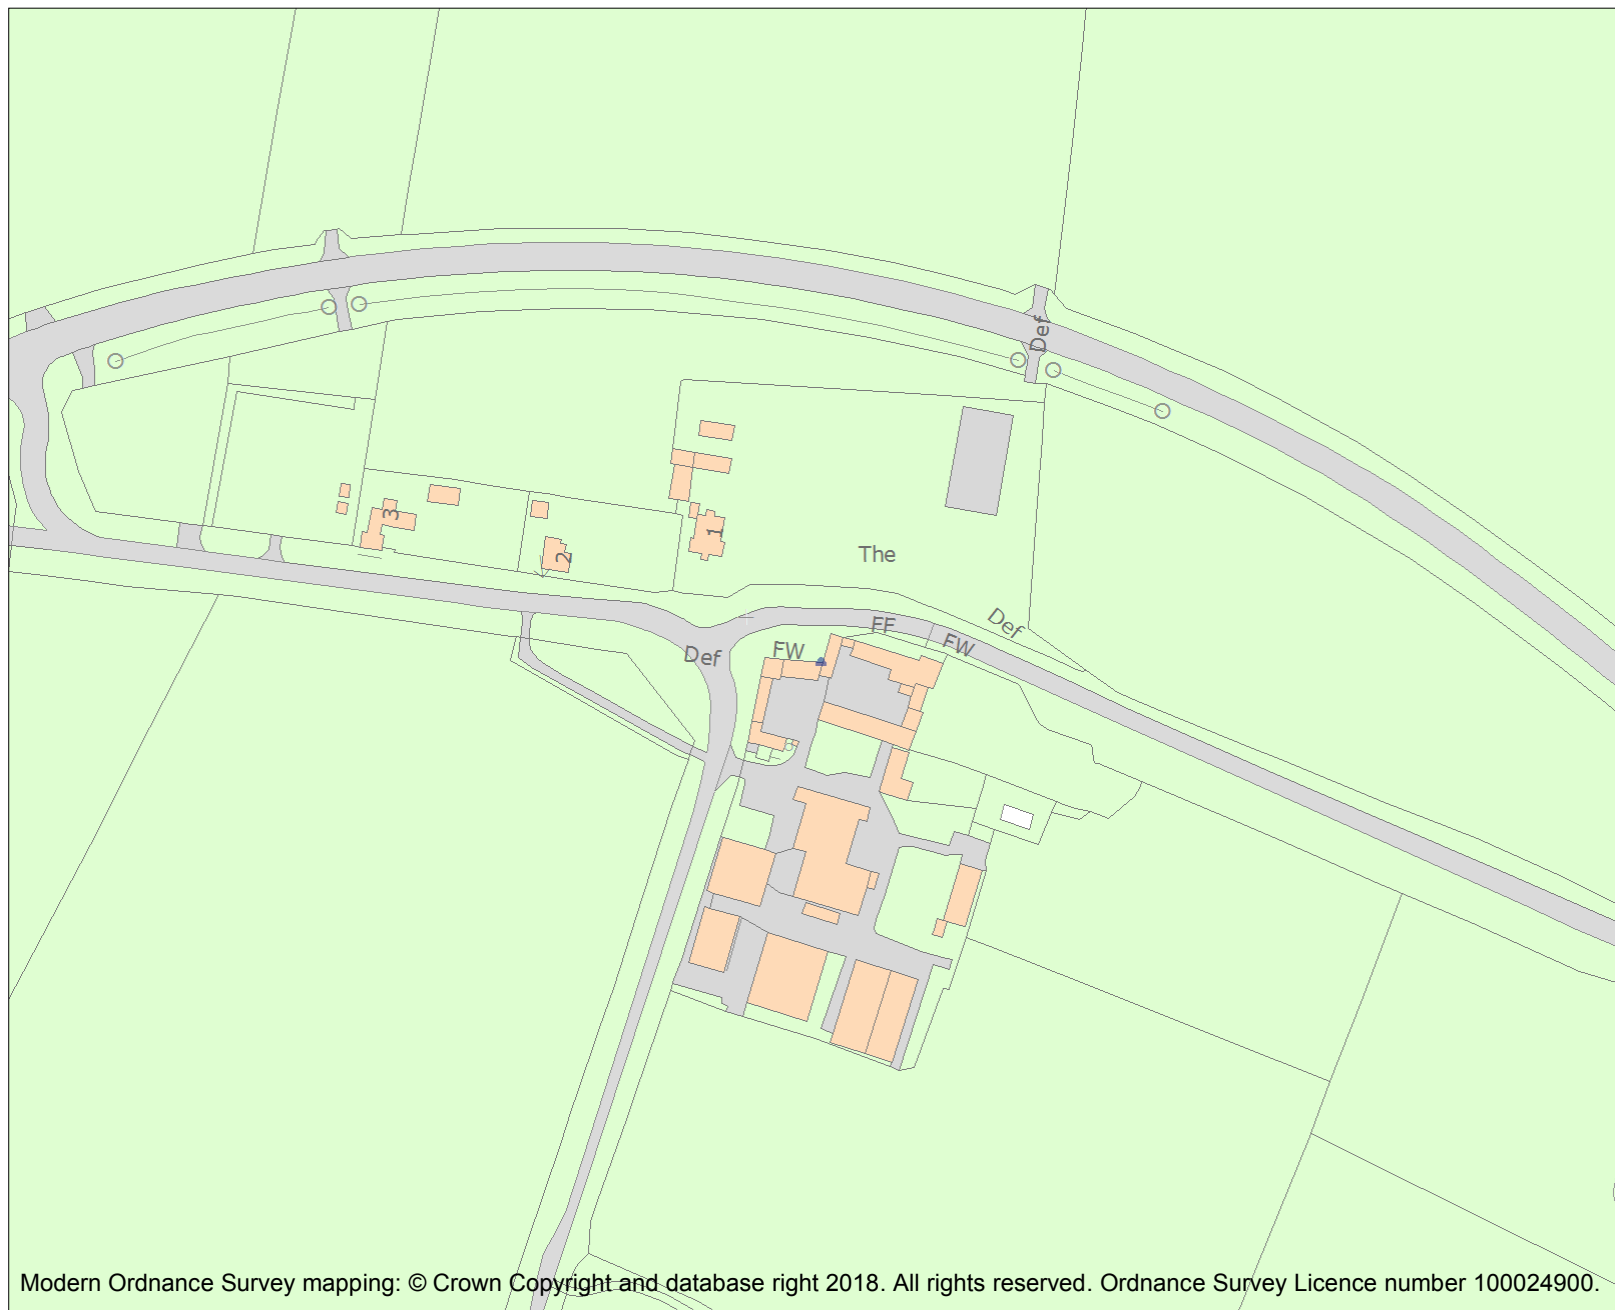 Def
3
1
2
The
Def
FF
FW
FW
Def
Modern Ordnance Survey mapping: © Crown Copyright and database right 2018. All rights reserved. Ordnance Survey Licence number 100024900.